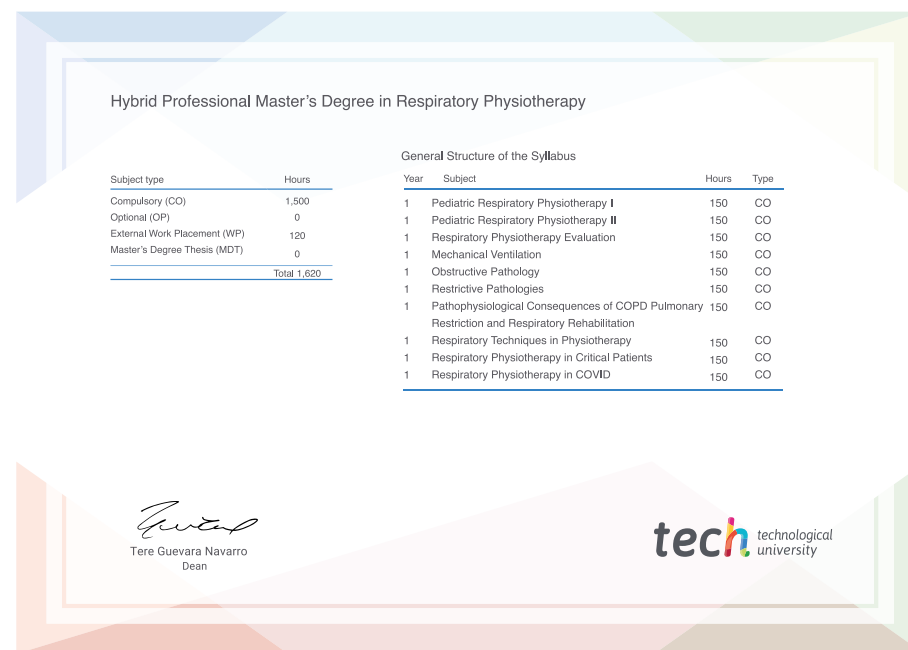 Hybrid Professional Master's Degree in Respiratory Physiotherapy
General Structure of the Syllabus
Subject type Hours
Compulsory (CO) 1,500
Optional (OP) 0
External Work Placement (WP) 120
Master's Degree Thesis (MDT) 0
Total 1,620
Year Subject Hours Type
1 Pediatric Respiratory Physiotherapy I 150 CO
1 Pediatric Respiratory Physiotherapy II 150 CO
1 Respiratory Physiotherapy Evaluation 150 CO
1 Mechanical Ventilation 150 CO
1 Obstructive Pathology 150 CO
1 Restrictive Pathologies 150 CO
1 Pathophysiological Consequences of COPD Pulmonary 150 CO
Restriction and Respiratory Rehabilitation
1 Respiratory Techniques in Physiotherapy 150 CO
1 Respiratory Physiotherapy in Critical Patients 150 CO
1 Respiratory Physiotherapy in COVID 150 CO
Tere Guevara Navarro
Dean
tech technological
university